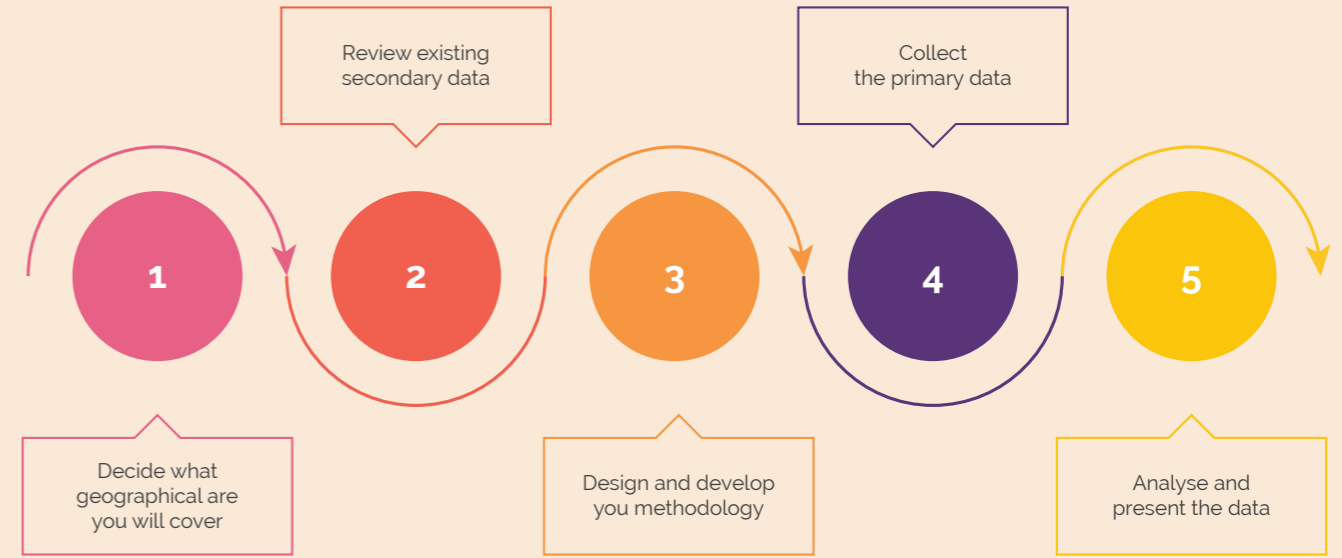 1
Decide what
geographical are
you will cover
2
Review existing
secondary data
3
Design and develop
you methodology
4
Collect
the primary data
5
Analyse and
present the data